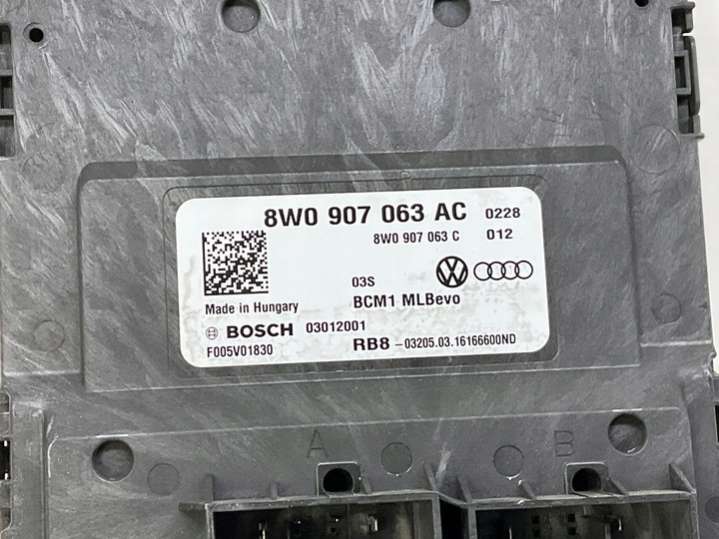 8W0 907 063 AC 0228
8W0 907 063 C 012
03S
BCM1 MLBevo
Made in Hungary
BOSCH 03012001
F005V01830
RB8 -03205.03.16166600ND
A B